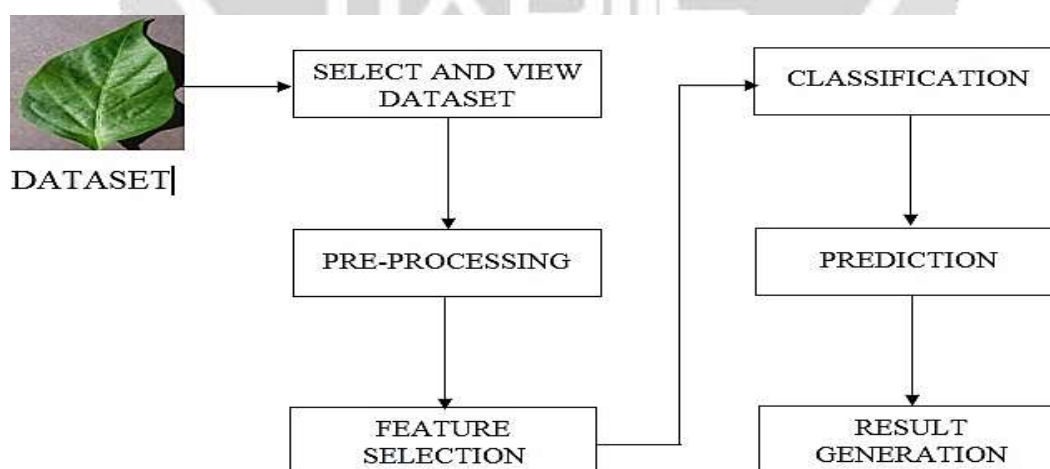 DATASET
SELECT AND VIEW
DATASET
PRE-PROCESSING
FEATURE
SELECTION
CLASSIFICATION
PREDICTION
RESULT
GENERATION